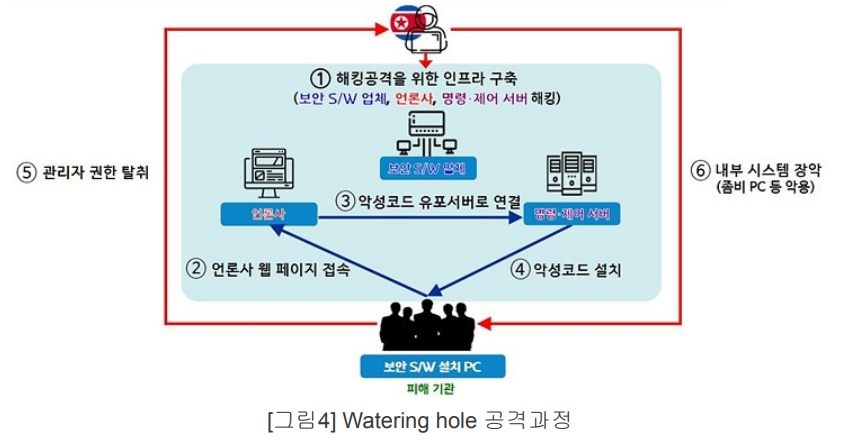 ① 해킹공격을 위한 인프라 구축
(보안 S/W 업체, 언론사, 명령·제어 서버 해킹)
보안 S/W 업체
⑤ 관리자 권한 탈취
⑥ 내부 시스템 장악
(좀비 PC 등 악용)
③ 악성코드 유포서버로 연결
언론사
명령·제어 서버
② 언론사 웹 페이지 접속
④ 악성코드 설치
보안 S/W 설치 PC
피해 기관
[그림4] Watering hole 공격과정